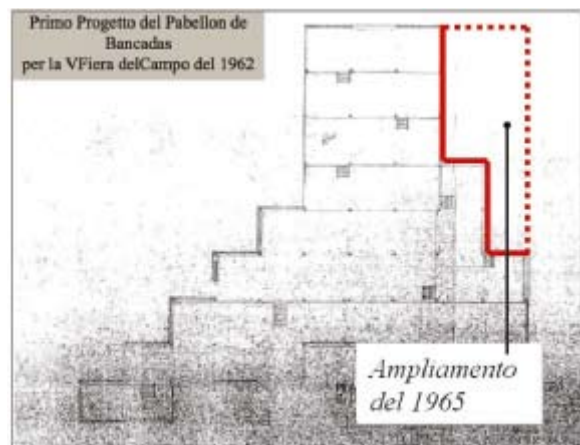 Primo Progetto del Pabellon de
Bancadas
per la VFiera delCampo del 1962
Ampliamento
del 1965